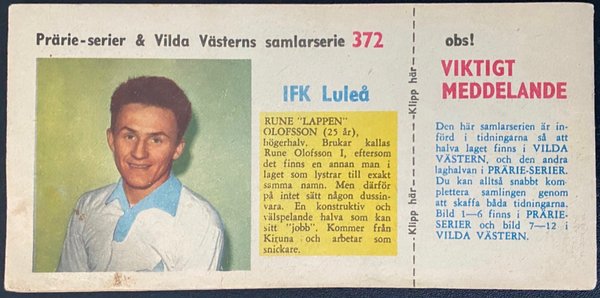 Prärie-serier & Vilda Västerns samlarserie 372
IFK Luleå
RUNE "LAPPEN"
OLOFSSON (25 år),
högerhalv. Brukar kallas
Rune Olofsson I, eftersom
det finns en annan man i
laget som lystrar till exakt
samma namn. Men därför
på intet sätt någon dussin-
vara. En konstruktiv och
välspelande halva som kan
sitt "jobb". Kommer från
Kiruna och arbetar som
snickare.
Klipp här
Klipp här
obs!
VIKTIGT
MEDDELANDE
Den här samlarserien är in-
förd i tidningarna så att
halva laget finns i VILDA
VÄSTERN, och den andra
laghalvan i PRÄRIE-SERIER.
Du kan alltså snabbt kom-
plettera samlingen genom
att skaffa båda tidningarna.
Bild 1—6 finns i PRÄRIE-
SERIER och bild 7—12 i
VILDA VÄSTERN.